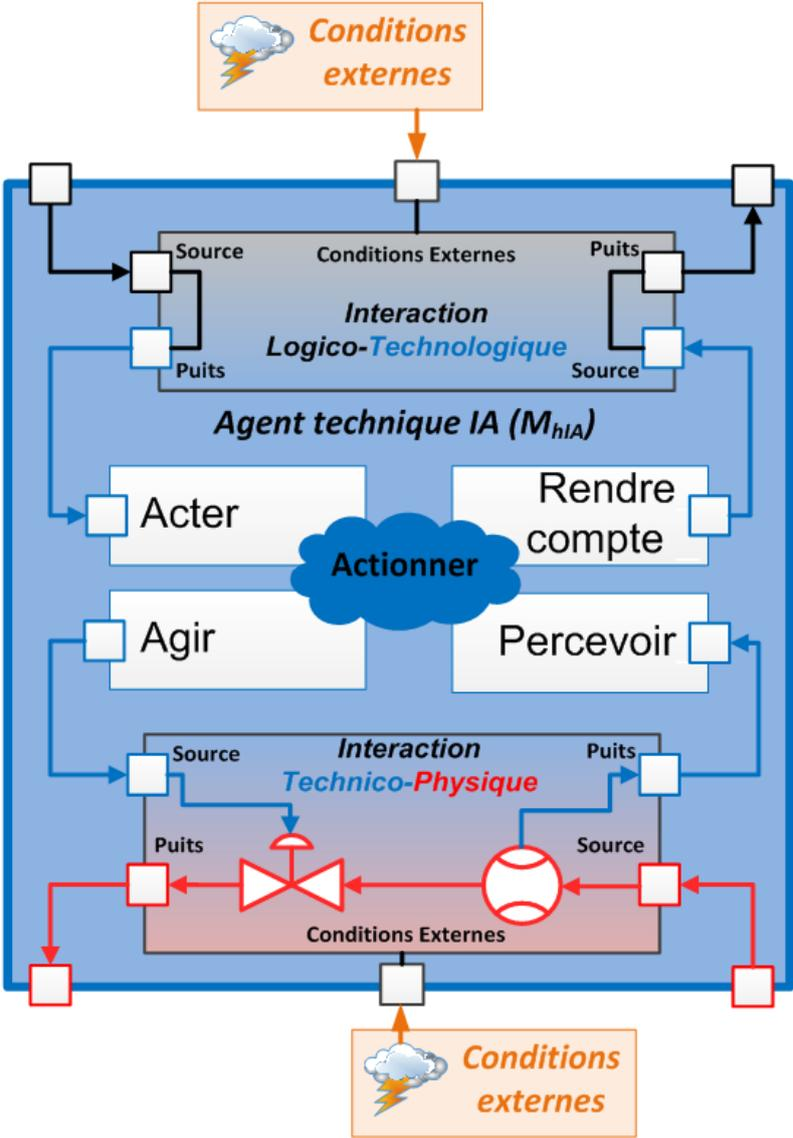 Conditions
externes
Source
Conditions Externes
Puits
Interaction
Logico-Technologique
Puits
Source
Agent technique IA (MhIA)
Acter
Rendre
compte
Actionner
Agir
Percevoir
Source
Interaction
Puits
Technico-Physique
Puits
Source
Conditions Externes
Conditions
externes